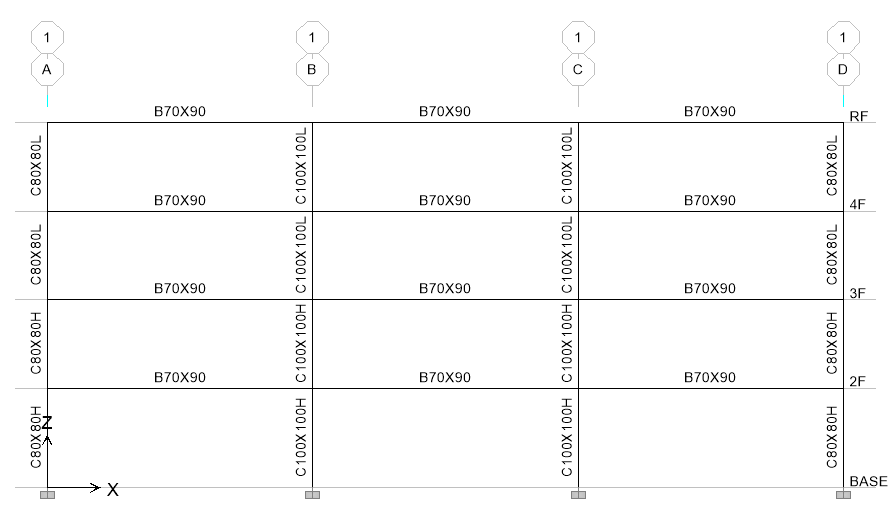 1 1 1 1
A B C D
B70X90 B70X90 B70X90
RF
C80X80L C100X100L C100X100L C80X80L
B70X90 B70X90 B70X90
4F
C80X80L C100X100L C100X100L C80X80L
B70X90 B70X90 B70X90
3F
C80X80H C100X100H C100X100H C80X80H
B70X90 B70X90 B70X90
2F
C80X80H C100X100H C100X100H C80X80H
Z
BASE
X